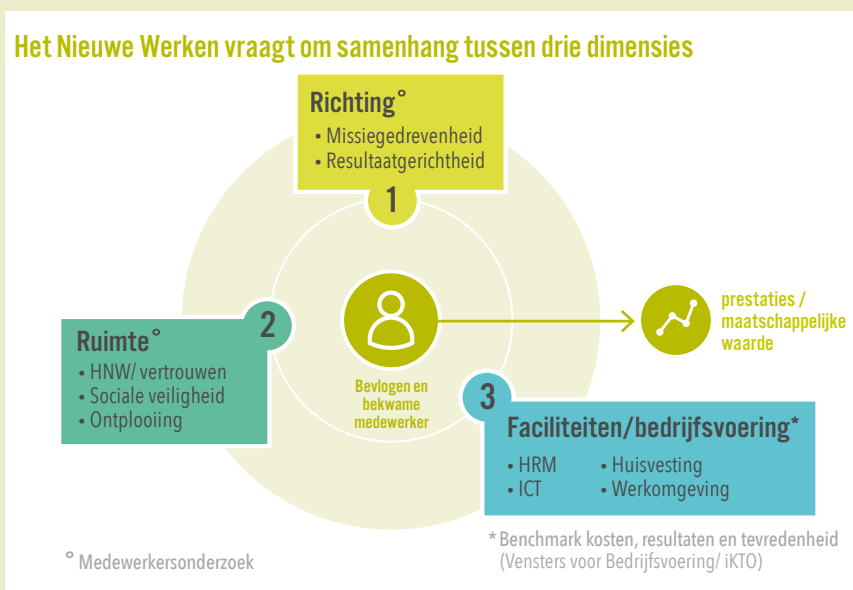 Het Nieuwe Werken vraagt om samenhang tussen drie dimensies
Richting°
• Missiegedrevenheid
• Resultaatgerichtheid
1
2
Ruimte°
• HNW/ vertrouwen
• Sociale veiligheid
• Ontplooiing
Bevlogen en
bekwame
medewerker
prestaties /
maatschappelijke
waarde
3
Faciliteiten/bedrijfsvoering*
• HRM
• ICT
• Huisvesting
• Werkomgeving
° Medewerkersonderzoek
* Benchmark kosten, resultaten en tevredenheid
(Vensters voor Bedrijfsvoering/ iKTO)